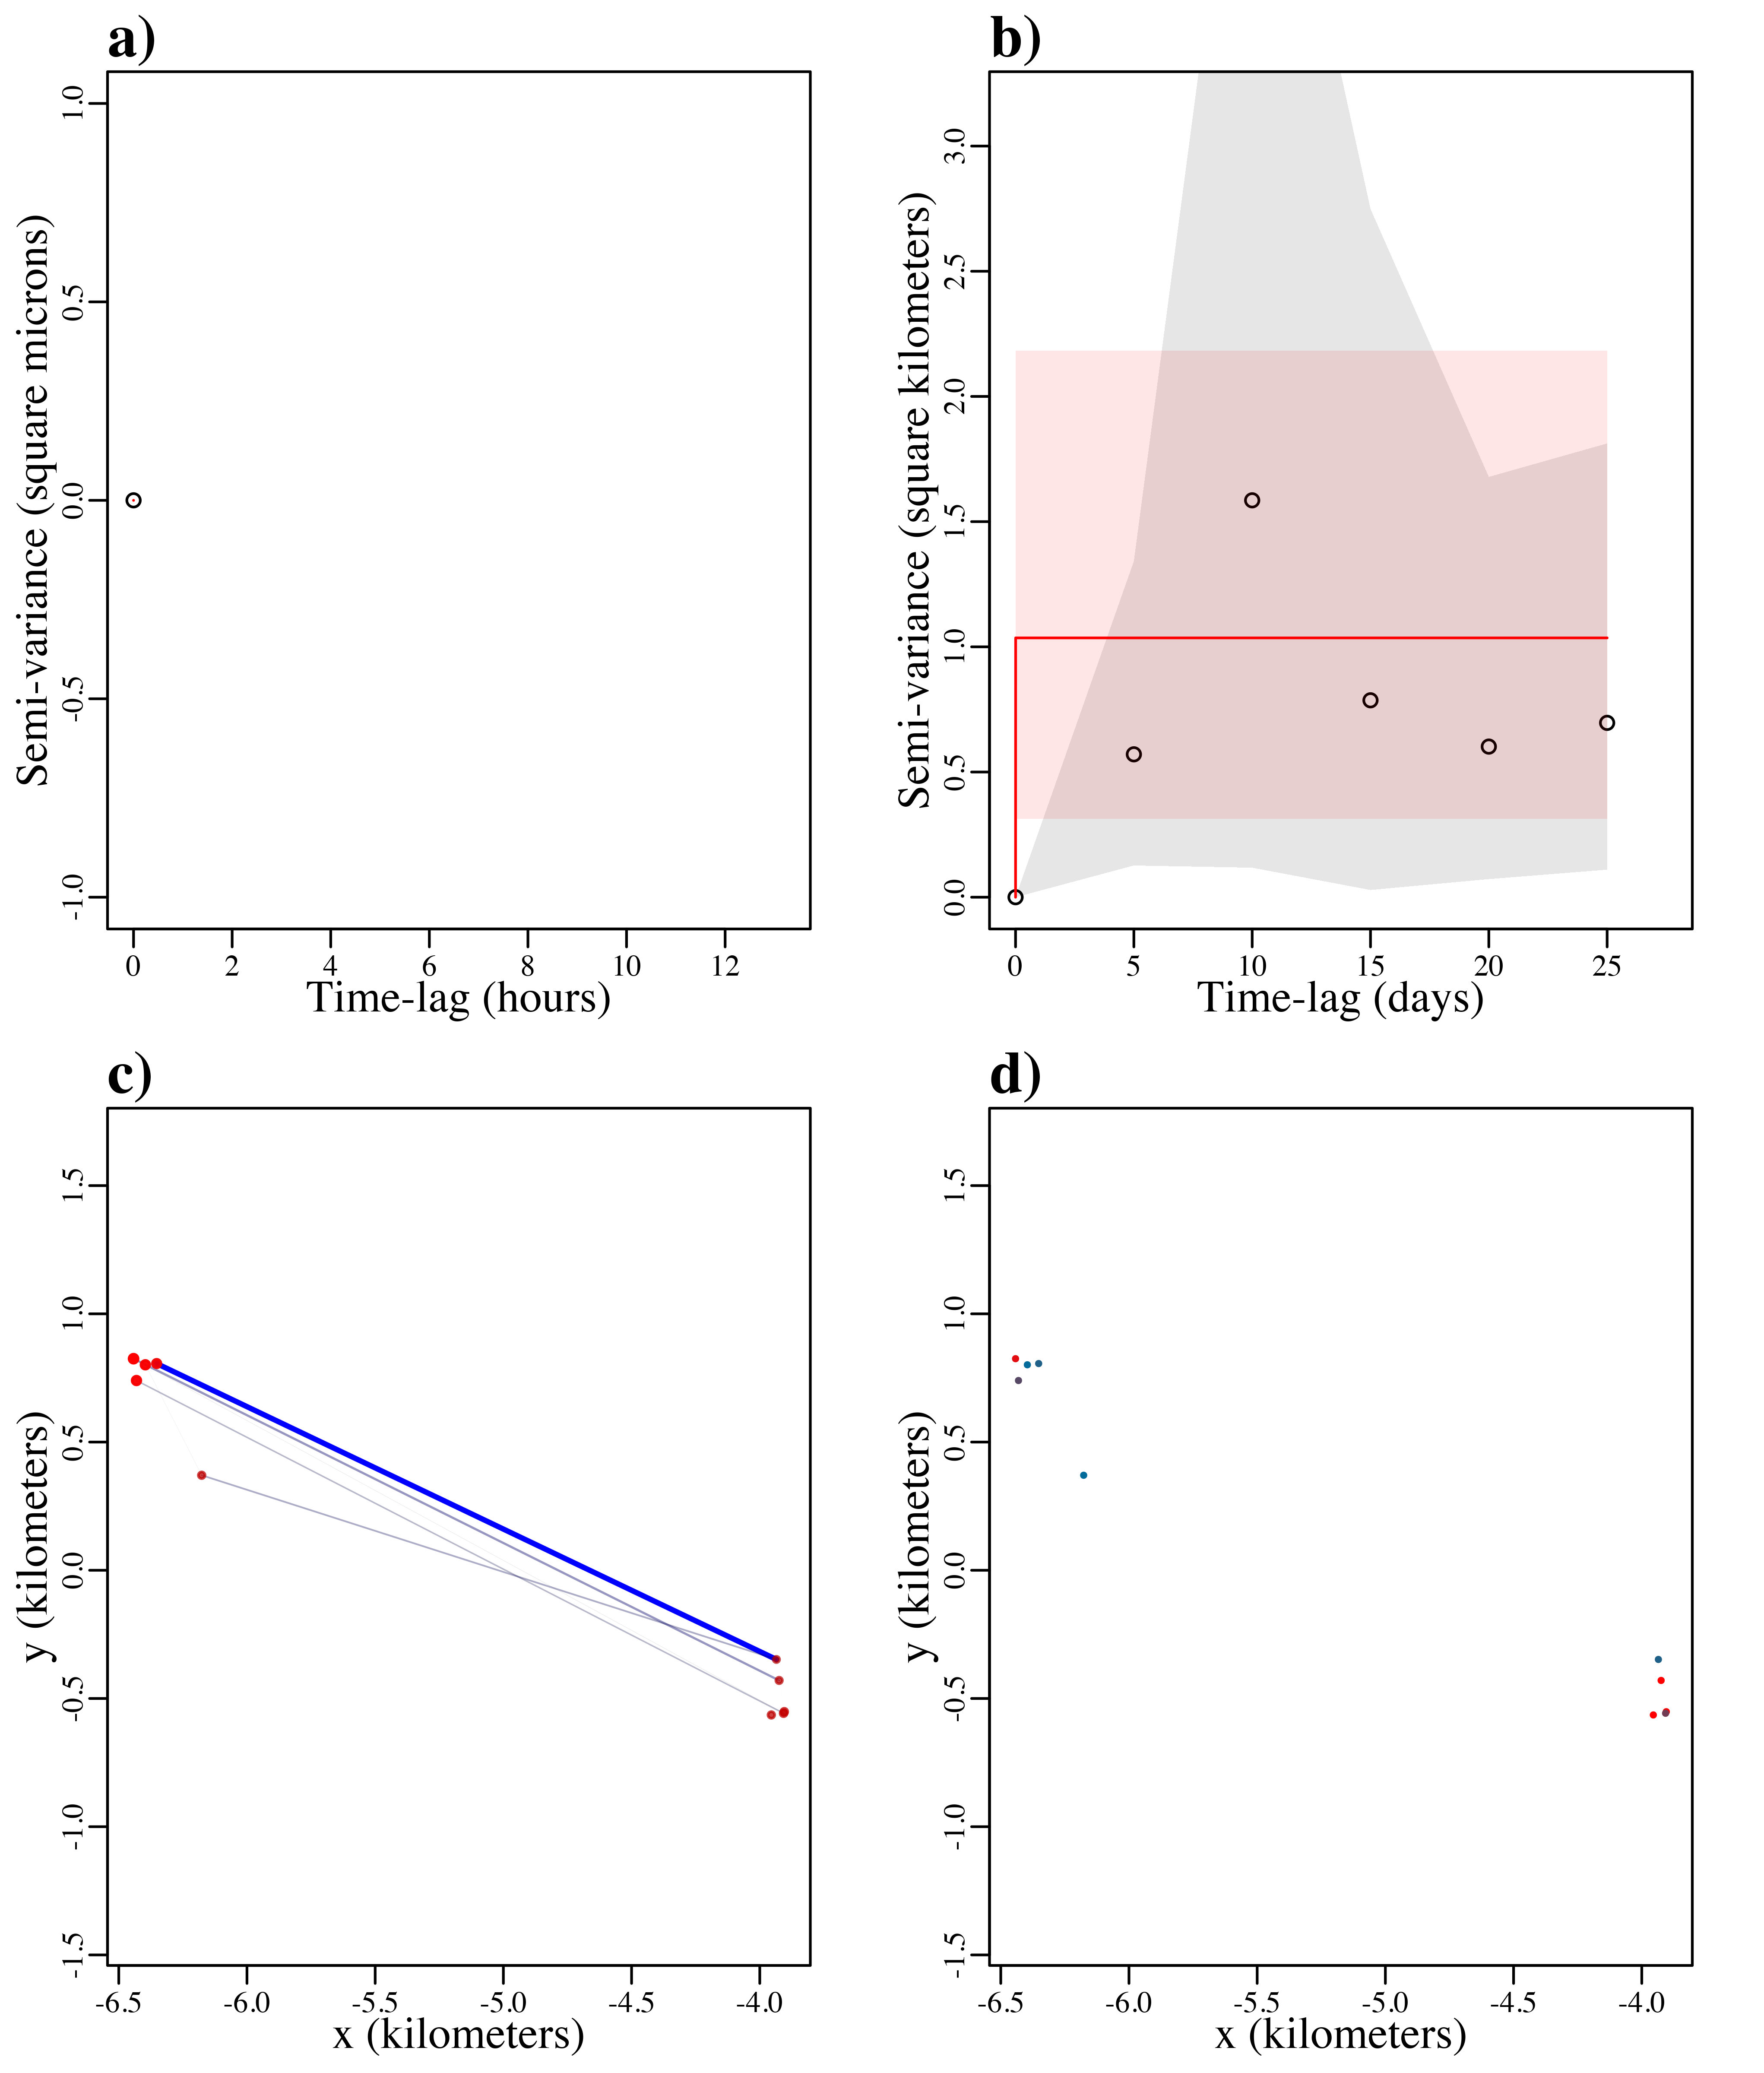 a)
Semi-variance (square microns)
1.0
0.5
0.0
-0.5
-1.0
0 2 4 6 8 10 12
Time-lag (hours)
b)
Semi-variance (square kilometers)
3.0
2.5
2.0
1.5
1.0
0.5
0.0
0 5 10 15 20 25
Time-lag (days)
c)
y (kilometers)
1.5
1.0
0.5
0.0
-0.5
-1.0
-1.5
-6.5 -6.0 -5.5 -5.0 -4.5 -4.0
x (kilometers)
d)
y (kilometers)
1.5
1.0
0.5
0.0
-0.5
-1.0
-1.5
-6.5 -6.0 -5.5 -5.0 -4.5 -4.0
x (kilometers)